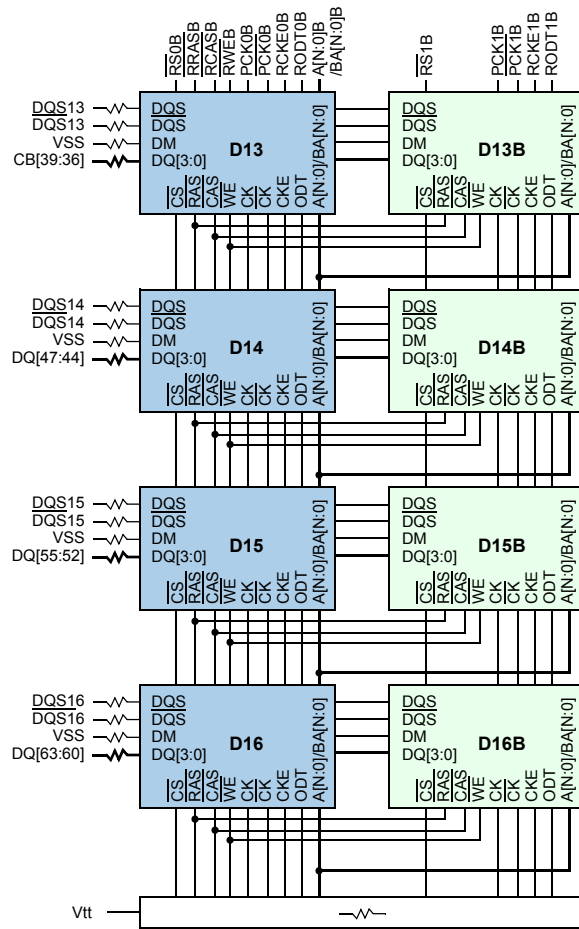 RS0B
RRASB
RCASB
RWEB
PCK0B
PCK0B
RCKE0B
RODT0B
A[N:0]B
/BA[N:0]B
RS1B
PCK1B
PCK1B
RCKE1B
RODT1B
DQS13
DQS13
VSS
CB[39:36]
DQS
DQS
DM
DQ[3:0]
D13
CS
RAS
CAS
WE
CK
CK
CKE
ODT
A[N:0]/BA[N:0]
DQS
DQS
DM
DQ[3:0]
D13B
CS
RAS
CAS
WE
CK
CK
CKE
ODT
A[N:0]/BA[N:0]
DQS14
DQS14
VSS
DQ[47:44]
DQS
DQS
DM
DQ[3:0]
D14
CS
RAS
CAS
WE
CK
CK
CKE
ODT
A[N:0]/BA[N:0]
DQS
DQS
DM
DQ[3:0]
D14B
CS
RAS
CAS
WE
CK
CK
CKE
ODT
A[N:0]/BA[N:0]
DQS15
DQS15
VSS
DQ[55:52]
DQS
DQS
DM
DQ[3:0]
D15
CS
RAS
CAS
WE
CK
CK
CKE
ODT
A[N:0]/BA[N:0]
DQS
DQS
DM
DQ[3:0]
D15B
CS
RAS
CAS
WE
CK
CK
CKE
ODT
A[N:0]/BA[N:0]
DQS16
DQS16
VSS
DQ[63:60]
DQS
DQS
DM
DQ[3:0]
D16
CS
RAS
CAS
WE
CK
CK
CKE
ODT
A[N:0]/BA[N:0]
DQS
DQS
DM
DQ[3:0]
D16B
CS
RAS
CAS
WE
CK
CK
CKE
ODT
A[N:0]/BA[N:0]
Vtt